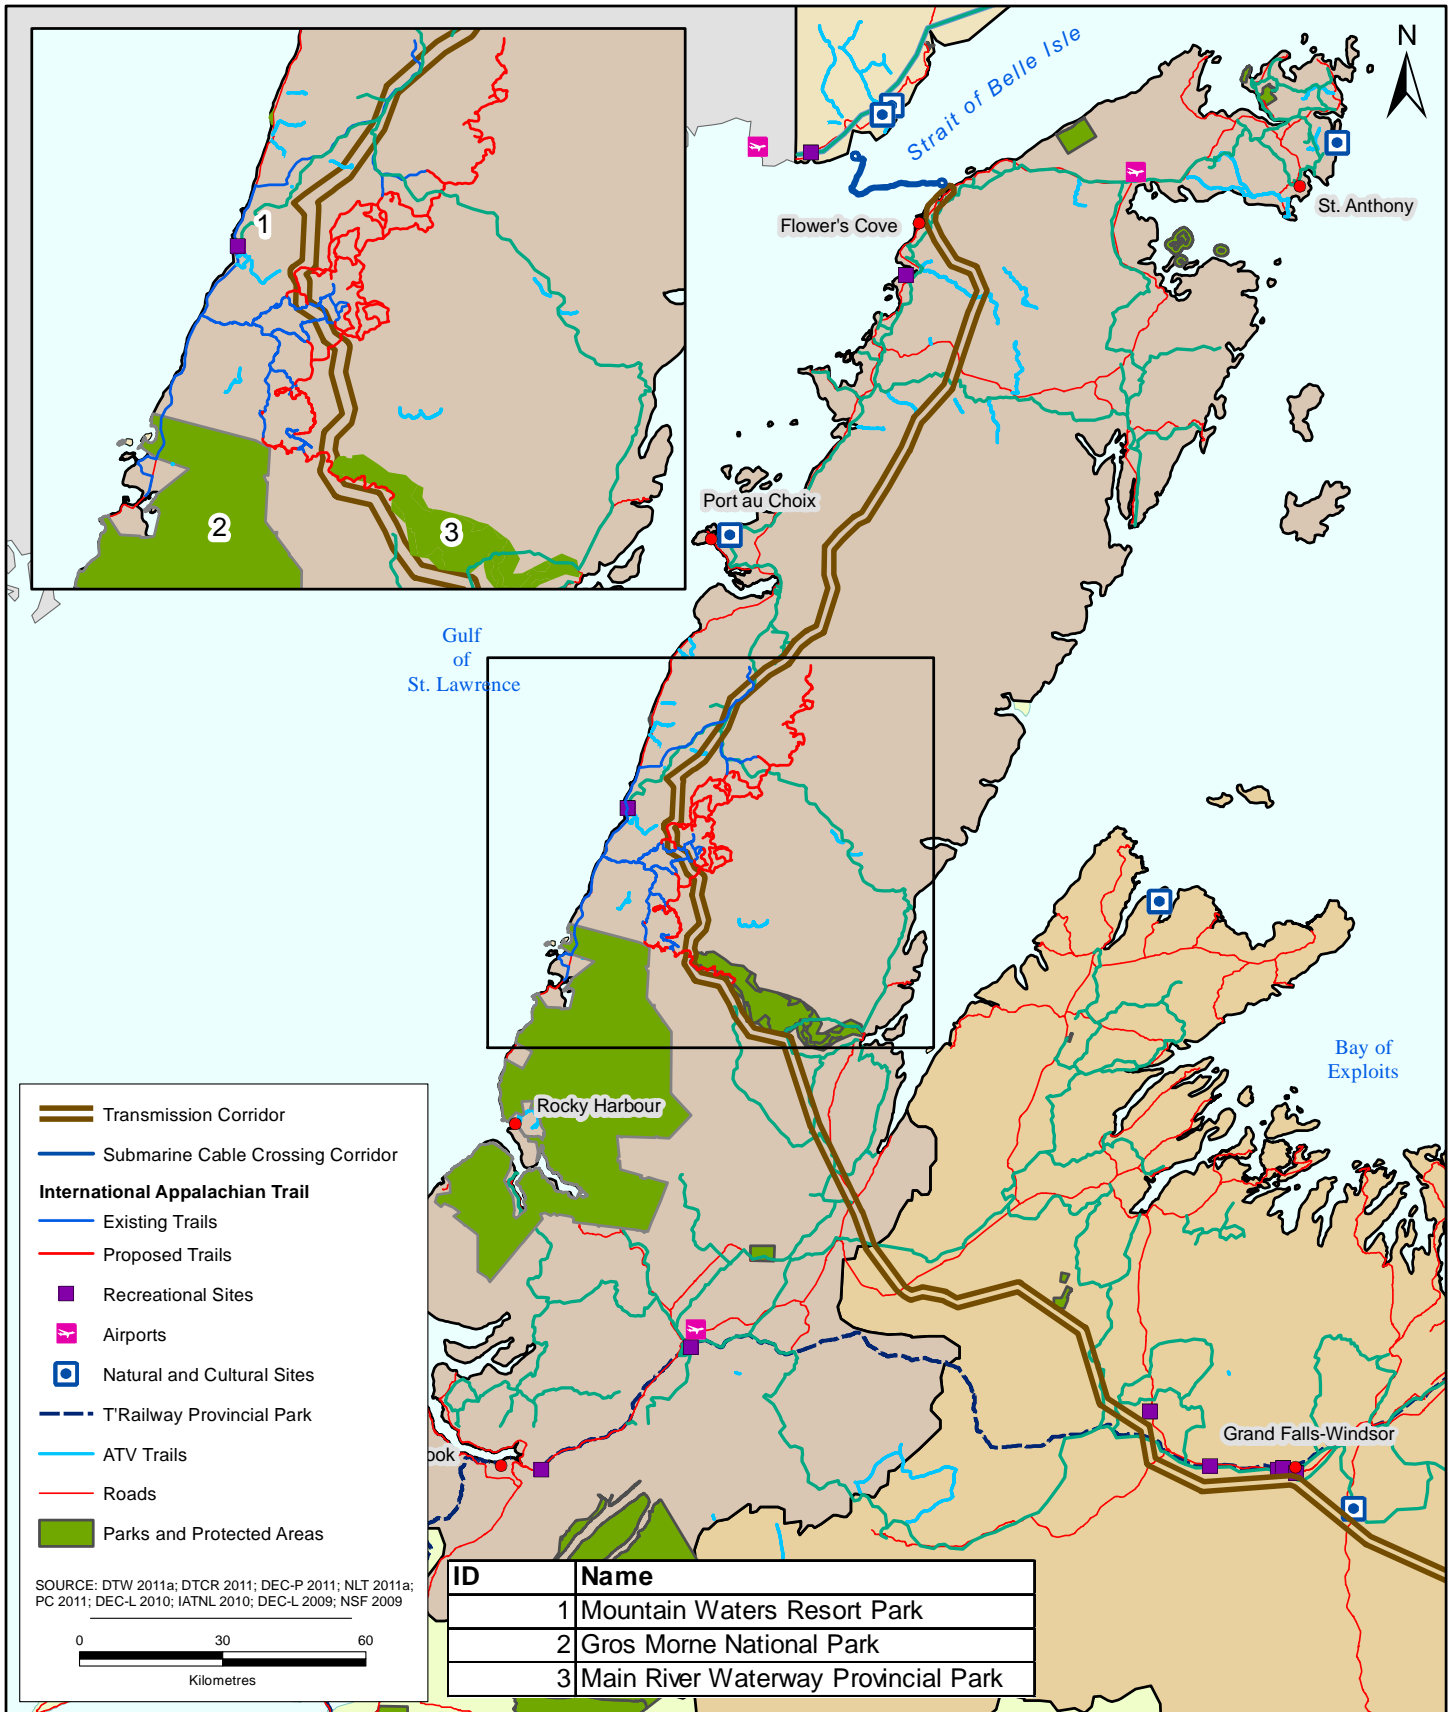 N
Strait of Belle Isle
St. Anthony
Flower's Cove
1
2
3
Port au Choix
Gulf
of
St. Lawrence
Bay of
Exploits
Rocky Harbour
Grand Falls-Windsor
ook
Transmission Corridor
Submarine Cable Crossing Corridor
International Appalachian Trail
Existing Trails
Proposed Trails
Recreational Sites
Airports
Natural and Cultural Sites
T'Railway Provincial Park
ATV Trails
Roads
Parks and Protected Areas
SOURCE: DTW 2011a; DTCR 2011; DEC-P 2011; NLT 2011a;
PC 2011; DEC-L 2010; IATNL 2010; DEC-L 2009; NSF 2009
0 30 60
Kilometres
ID Name
1 Mountain Waters Resort Park
2 Gros Morne National Park
3 Main River Waterway Provincial Park